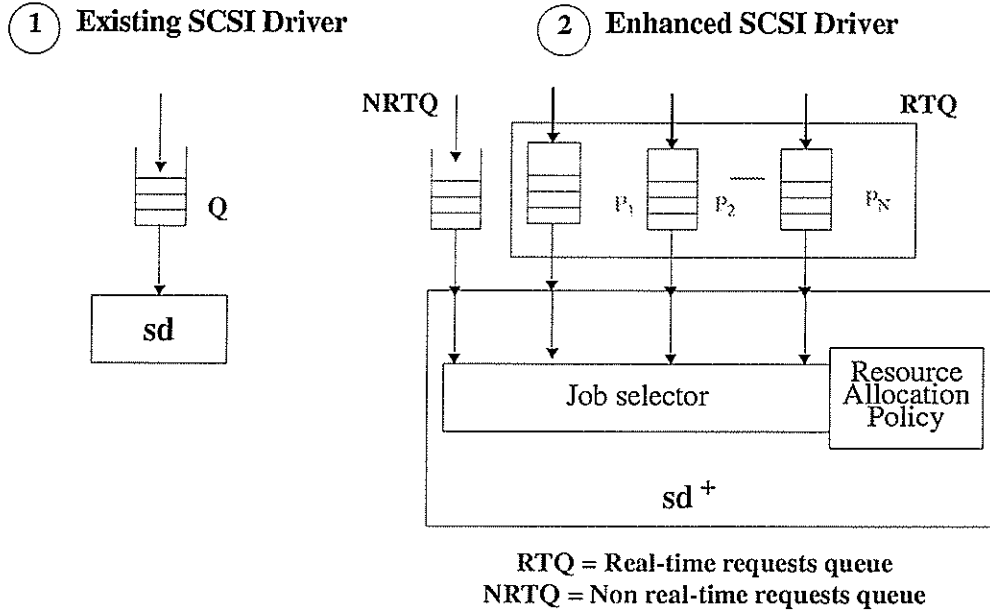 1 Existing SCSI Driver
2 Enhanced SCSI Driver
NRTQ
RTQ
Q
P1
P2
PN
sd
Job selector
Resource
Allocation
Policy
sd +
RTQ = Real-time requests queue
NRTQ = Non real-time requests queue